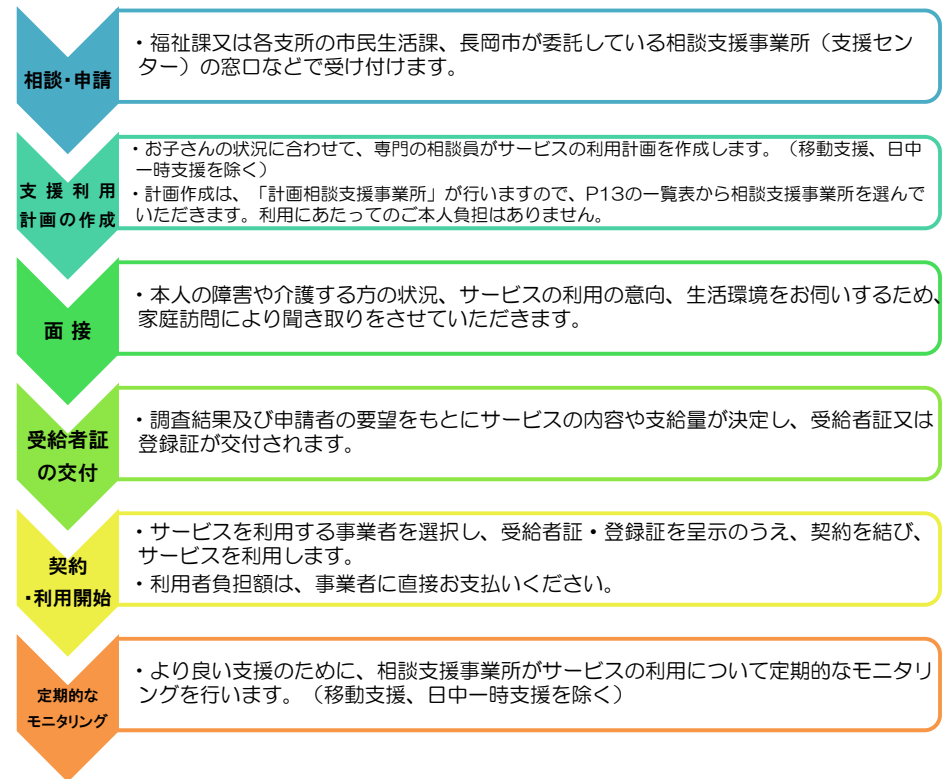 相談・申請
・福祉課又は各支所の市民生活課、長岡市が委託している相談支援事業所（支援セン
ター）の窓口などで受け付けます。
支援利用
計画の作成
・お子さんの状況に合わせて、専門の相談員がサービスの利用計画を作成します。（移動支援、日中
一時支援を除く）
・計画作成は、「計画相談支援事業所」が行いますので、P13の一覧表から相談支援事業所を選んで
いただきます。利用にあたってのご本人負担はありません。
面接
・本人の障害や介護する方の状況、サービスの利用の意向、生活環境をお伺いするため、
家庭訪問により聞き取りをさせていただきます。
受給者証
の交付
・調査結果及び申請者の要望をもとにサービスの内容や支給量が決定し、受給者証又は
登録証が交付されます。
契約
・利用開始
・サービスを利用する事業者を選択し、受給者証・登録証を呈示のうえ、契約を結び、
サービスを利用します。
・利用者負担額は、事業者に直接お支払いください。
定期的な
モニタリング
・より良い支援のために、相談支援事業所がサービスの利用について定期的なモニタリ
ングを行います。（移動支援、日中一時支援を除く）